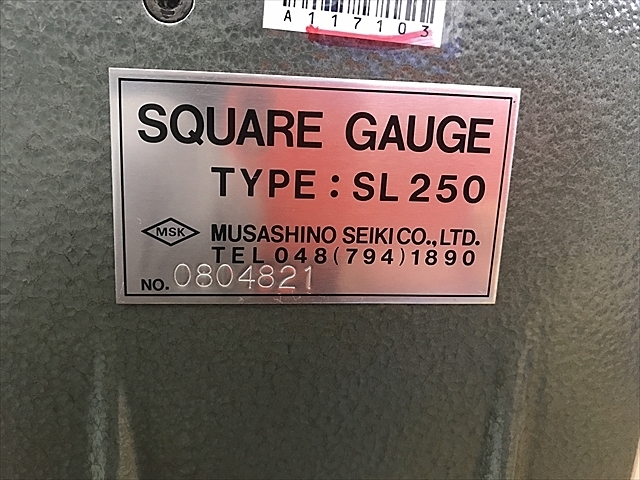 A117103
SQUARE GAUGE
TYPE : SL250
MSK
MUSASHINO SEIKI CO.,LTD.
TEL 048(794)1890
NO. 0804821